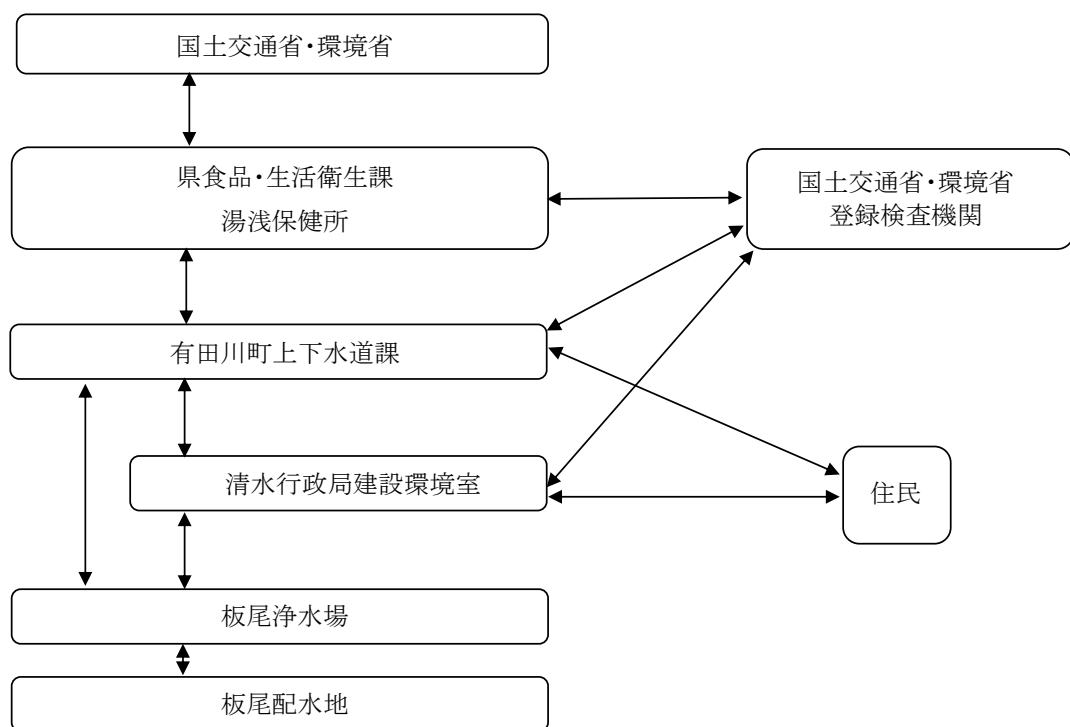 国土交通省・環境省
県食品・生活衛生課
湯浅保健所
国土交通省・環境省
登録検査機関
有田川町上下水道課
清水行政局建設環境室
住民
板尾浄水場
板尾配水地